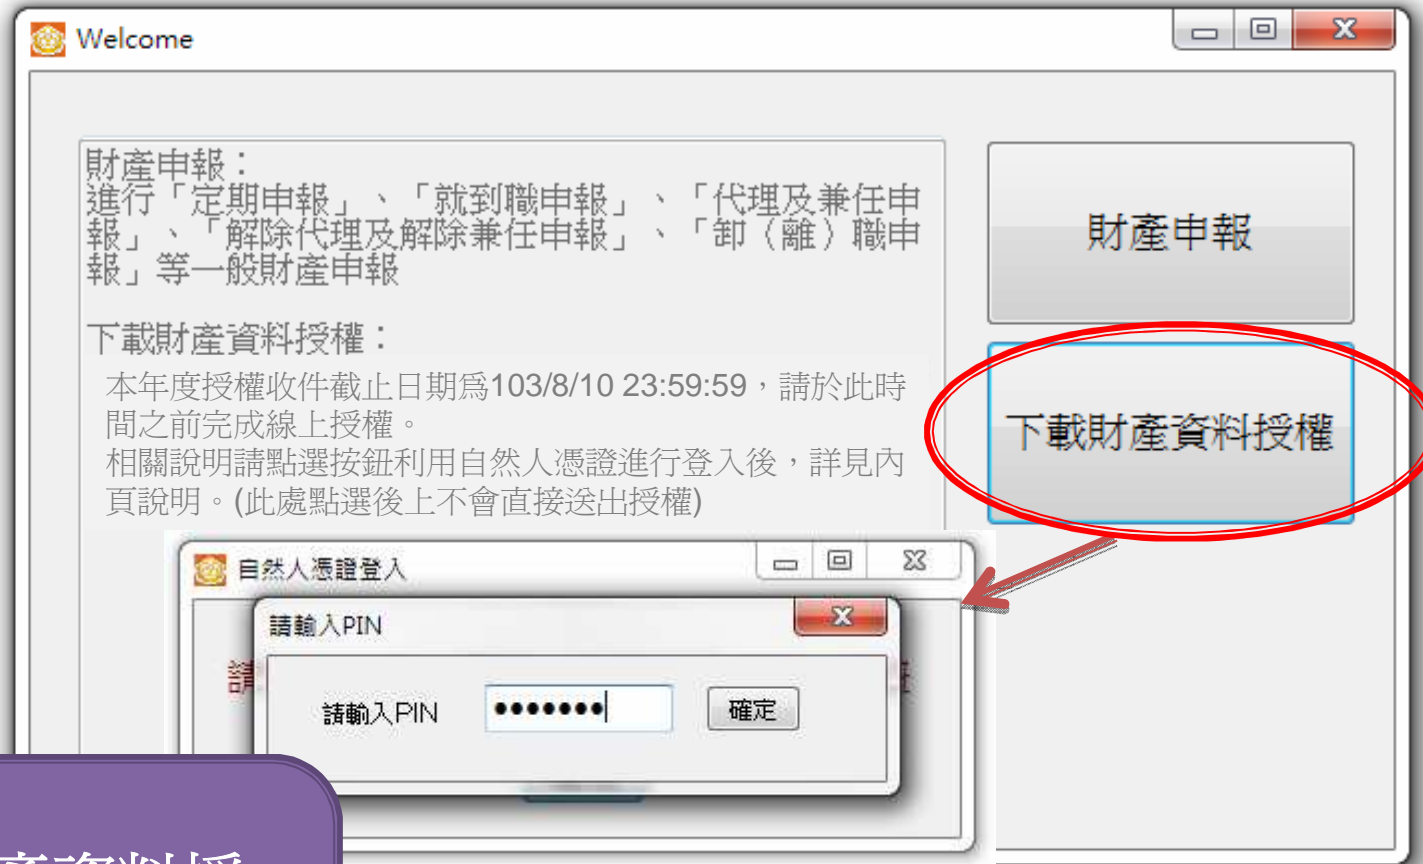 Welcome
財產申報：
進行「定期申報」、「就到職申報」、「代理及兼任申
報」、「解除代理及解除兼任申報」、「卸（離）職申
報」等一般財產申報
下載財產資料授權：
本年度授權收件截止日期為103/8/10 23:59:59，請於此時
間之前完成線上授權。
相關說明請點選按鈕利用自然人憑證進行登入後，詳見內
頁說明。(此處點選後上不會直接送出授權)
財產申報
下載財產資料授權
自然人憑證登入
請輸入PIN
請
請輸入PIN
•••••••
確定
產資料授